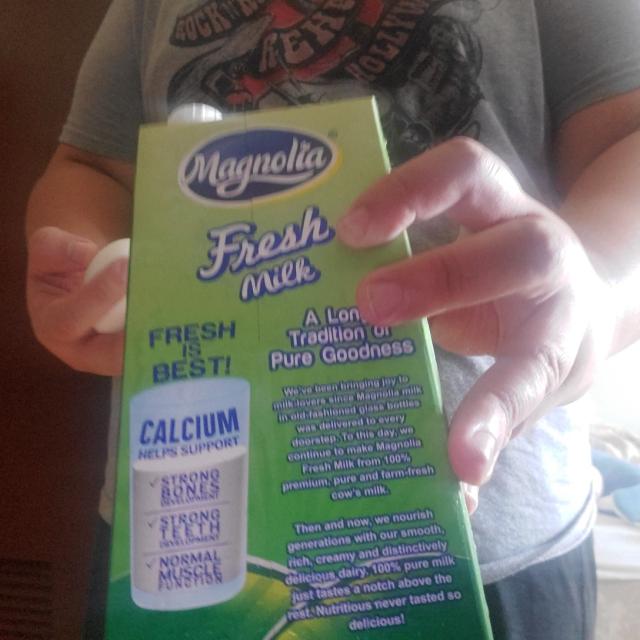 ROCK
HOLLYW
Magnolia
®
Fresh
Milk
FRESH
IS
BEST!
CALCIUM
HELPS SUPPORT
✓ STRONG
BONES
DEVELOPMENT
✓ STRONG
TEETH
DEVELOPMENT
✓ NORMAL
MUSCLE
FUNCTION
A Lon
Tradition of
Pure Goodness
We've been bringing joy to
milk lovers since Magnolia milk
in old-fashioned glass bottles
was delivered to every
doorstep. To this day, we
continue to make Magnolia
Fresh Milk from 100%
premium, pure and farm-fresh
cow's milk.
Then and now, we nourish
generations with our smooth,
rich, creamy and distinctively
delicious dairy. 100% pure milk
just tastes a notch above the
rest. Nutritious never tasted so
delicious!